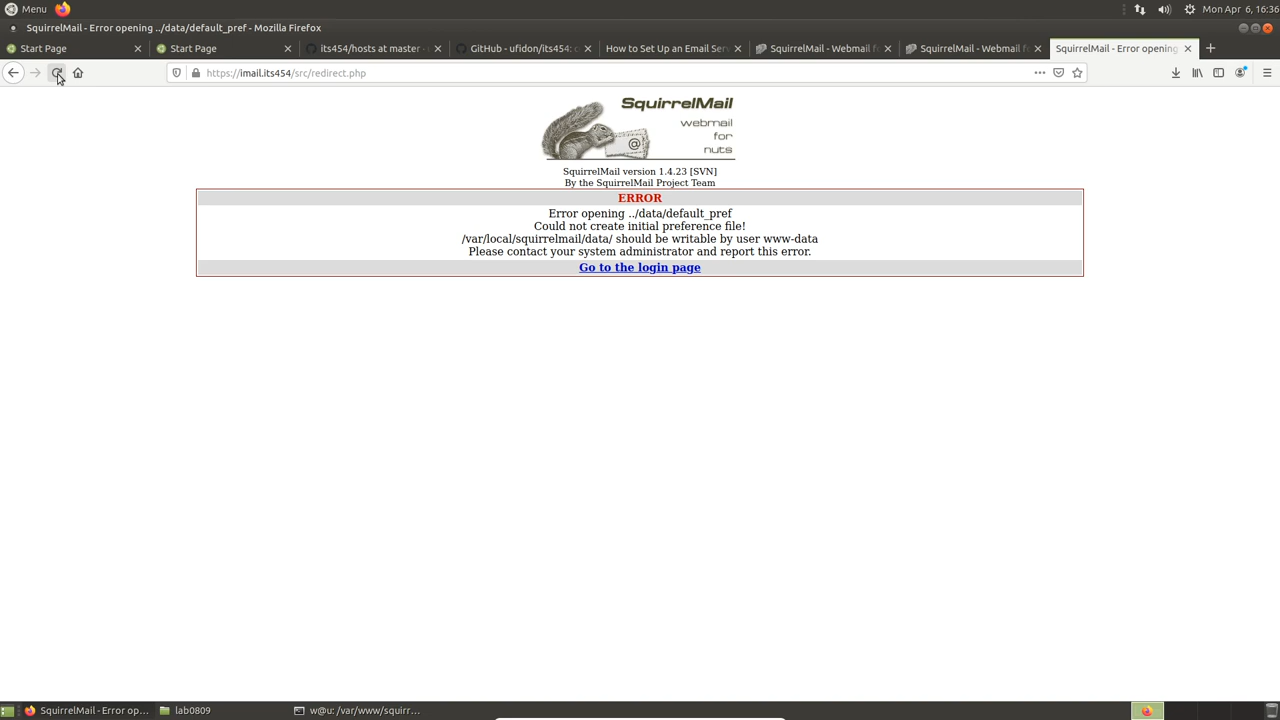 Menu
Mon Apr 6, 16:36
SquirrelMail - Error opening ../data/default_pref - Mozilla Firefox
Start Page
Start Page
its454/hosts at master ·
GitHub - ufidon/its454: c
How to Set Up an Email Serv
SquirrelMail - Webmail fo
SquirrelMail - Webmail fo
SquirrelMail - Error opening
https://imail.its454/src/redirect.php
SquirrelMail
webmail
for
nuts
@
SquirrelMail version 1.4.23 [SVN]
By the SquirrelMail Project Team
ERROR
Error opening ../data/default_pref
Could not create initial preference file!
/var/local/squirrelmail/data/ should be writable by user www-data
Please contact your system administrator and report this error.
Go to the login page
SquirrelMail - Error op...
lab0809
w@u: /var/www/squirr...